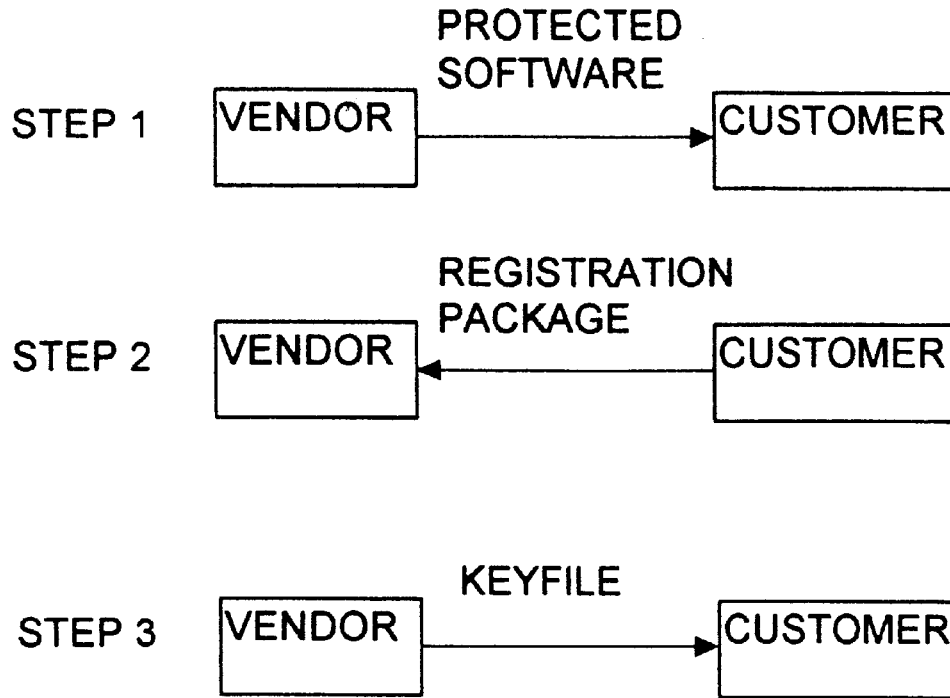 PROTECTED
SOFTWARE
STEP 1
VENDOR
CUSTOMER
REGISTRATION
PACKAGE
STEP 2
VENDOR
CUSTOMER
KEYFILE
STEP 3
VENDOR
CUSTOMER